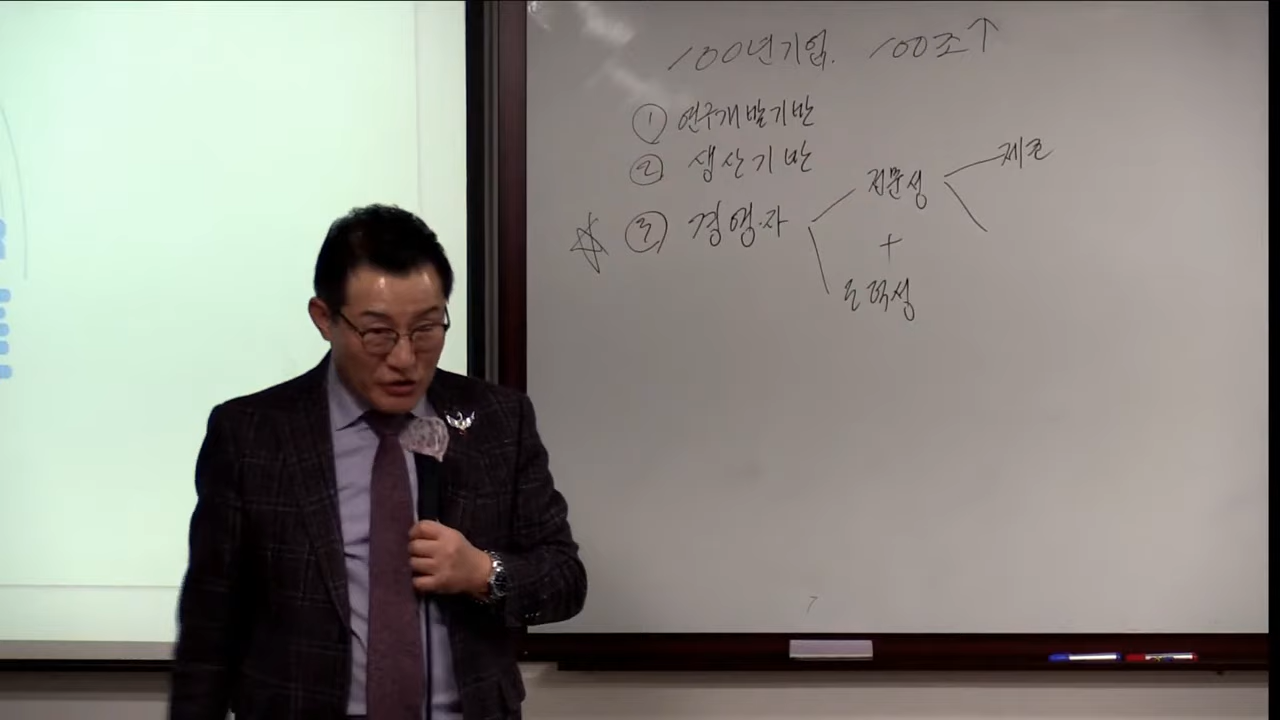 100년기업. 100조↑
① 연구개발기반
② 생산기반
☆ ③ 경영자
전문성
제조
+
도덕성